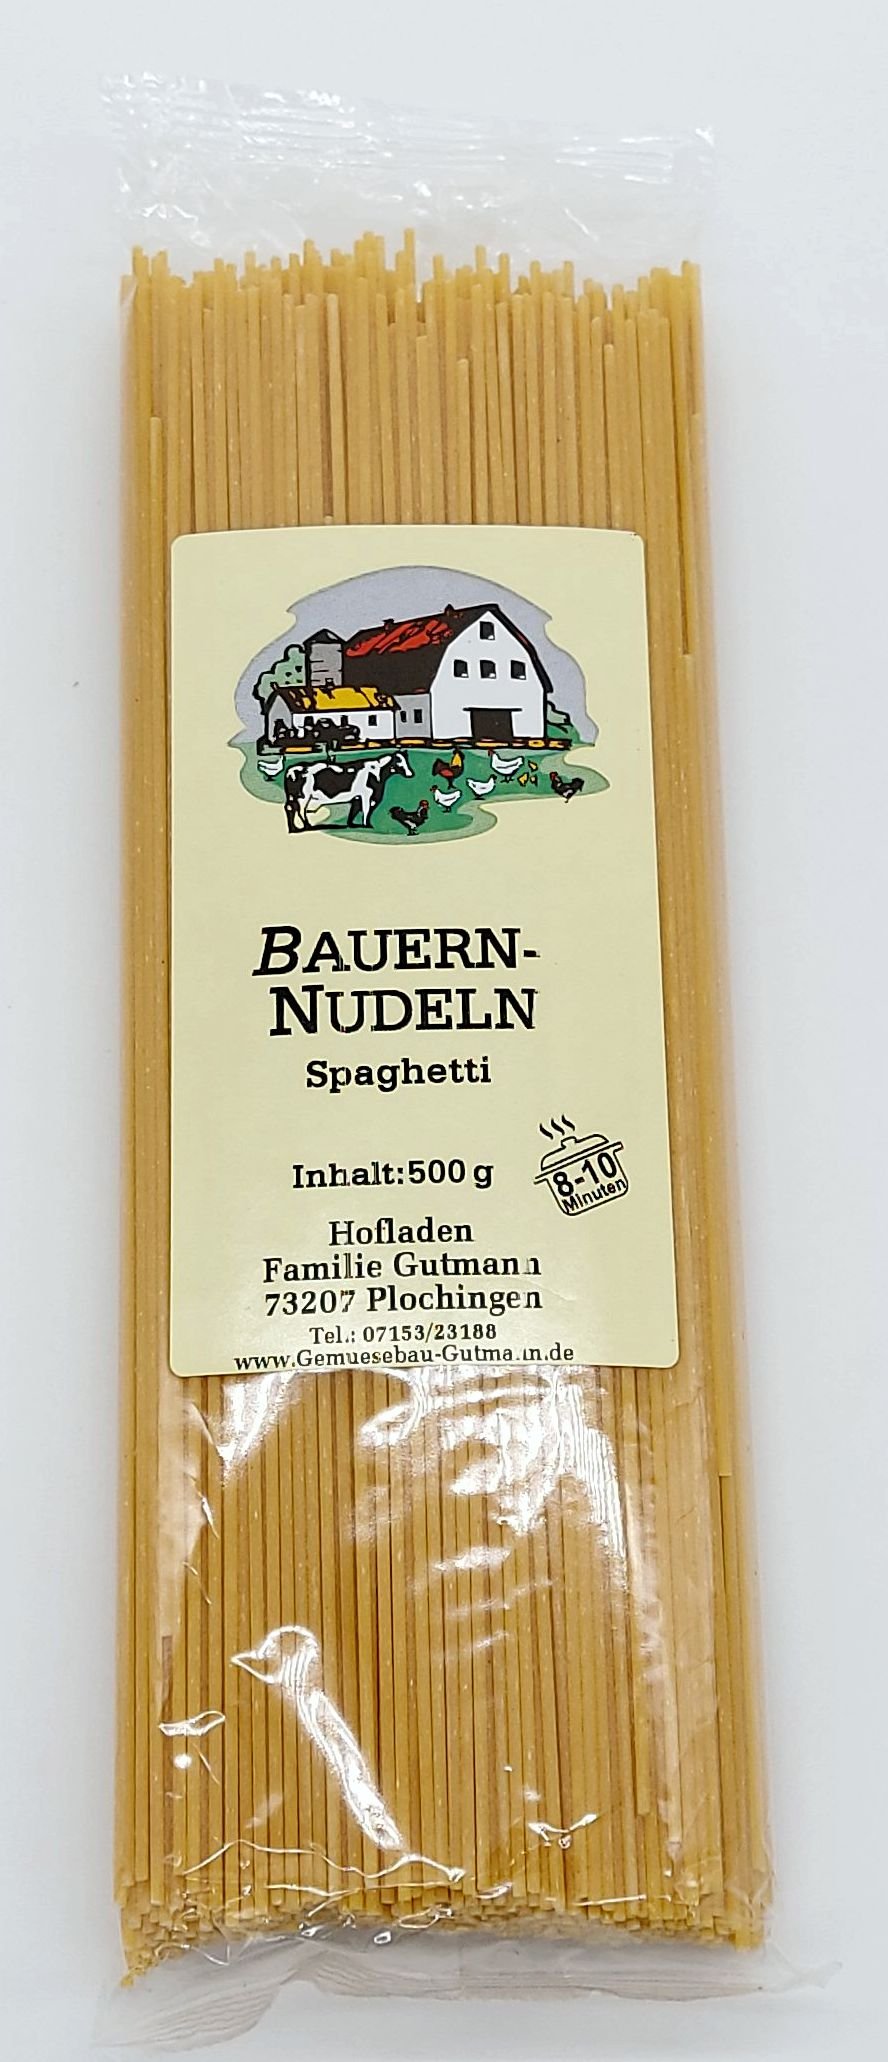 BAUERN-
NUDELN
Spaghetti
Inhalt: 500 g
8-10
Minuten
Hofladen
Familie Gutmann
73207 Plochingen
Tel.: 07153/23188
www.Gemuesebau-Gutmann.de